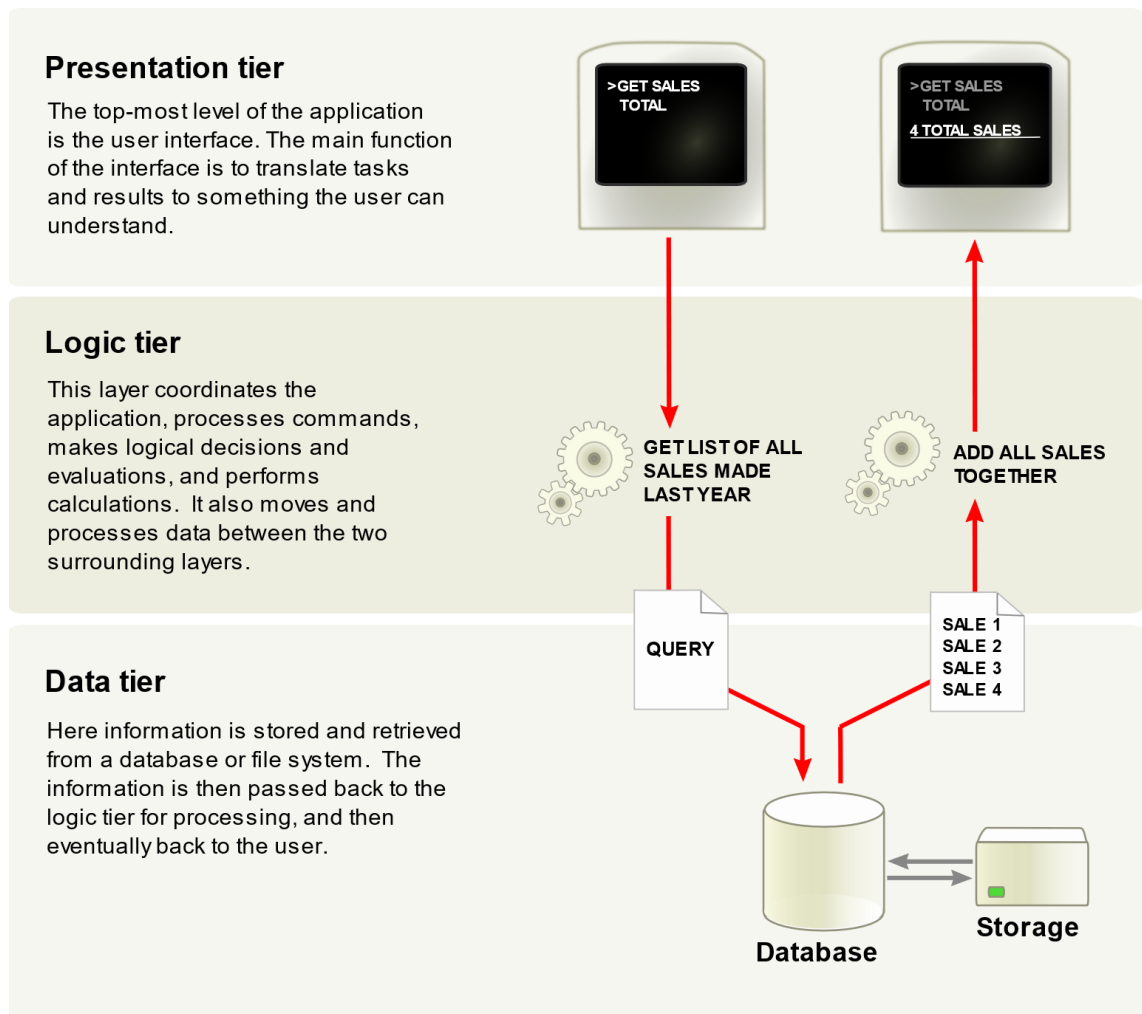 Presentation tier
The top-most level of the application
is the user interface. The main function
of the interface is to translate tasks
and results to something the user can
understand.
>GET SALES
TOTAL
>GET SALES
TOTAL
4 TOTAL SALES
Logic tier
This layer coordinates the
application, processes commands,
makes logical decisions and
evaluations, and performs
calculations.  It also moves and
processes data between the two
surrounding layers.
GET LIST OF ALL
SALES MADE
LAST YEAR
ADD ALL SALES
TOGETHER
QUERY
SALE 1
SALE 2
SALE 3
SALE 4
Data tier
Here information is stored and retrieved
from a database or file system.  The
information is then passed back to the
logic tier for processing, and then
eventually back to the user.
Database
Storage